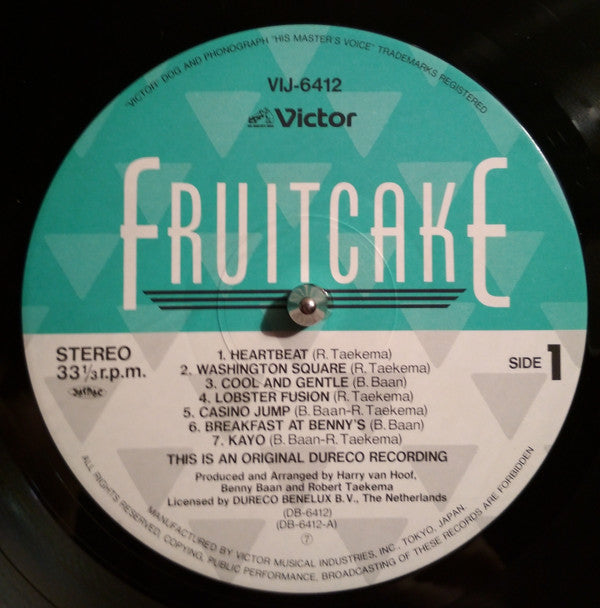 "VICTOR" DOG AND PHONOGRAPH "HIS MASTER'S VOICE" TRADEMARKS REGISTERED
VIJ-6412
Victor
FRUITCAKE
STEREO
33 1/3 r.p.m.
SIDE 1
1. HEARTBEAT (R. Taekema)
2. WASHINGTON SQUARE (R. Taekema)
3. COOL AND GENTLE (B. Baan)
4. LOBSTER FUSION (R. Taekema)
5. CASINO JUMP (B. Baan-R. Taekema)
6. BREAKFAST AT BENNY'S (B. Baan)
7. KAYO (B. Baan-R. Taekema)
THIS IS AN ORIGINAL DURECO RECORDING
Produced and Arranged by Harry van Hoof,
Benny Baan and Robert Taekema
Licensed by DURECO BENELUX B.V., The Netherlands
(DB-6412)
(DB-6412-A)
⑦
MANUFACTURED BY VICTOR MUSICAL INDUSTRIES, INC., TOKYO, JAPAN
ALL RIGHTS RESERVED, COPYING, PUBLIC PERFORMANCE, BROADCASTING OF THESE RECORDS ARE FORBIDDEN